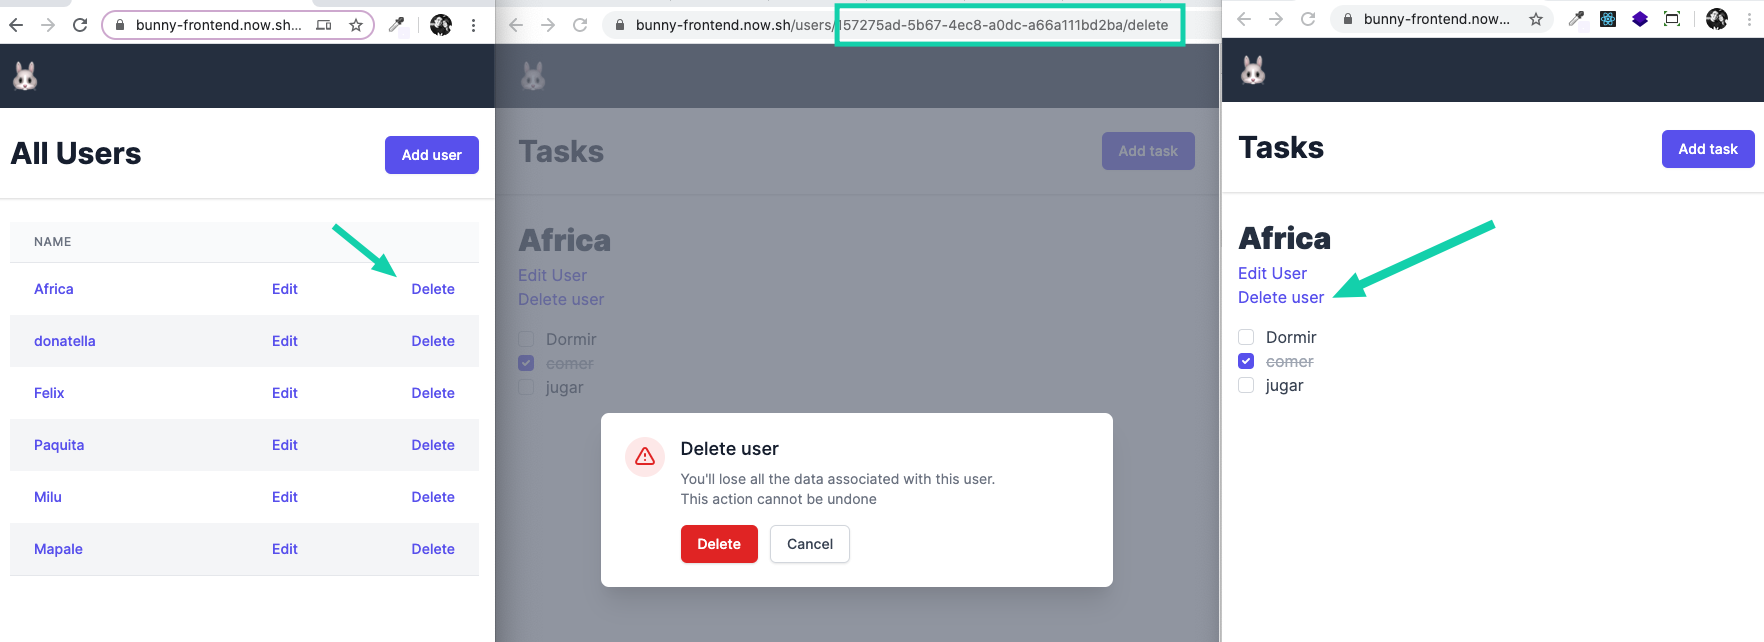 bunny-frontend.now.sh...
All Users
Add user
NAME
Africa Edit Delete
donatella Edit Delete
Felix Edit Delete
Paquita Edit Delete
Milu Edit Delete
Mapale Edit Delete
bunny-frontend.now.sh/users/157275ad-5b67-4ec8-a0dc-a66a111bd2ba/delete
Tasks
Add task
Africa
Edit User
Delete user
Dormir
comer
jugar
Delete user
You'll lose all the data associated with this user.
This action cannot be undone
Delete Cancel
bunny-frontend.now...
Tasks
Add task
Africa
Edit User
Delete user
Dormir
comer
jugar